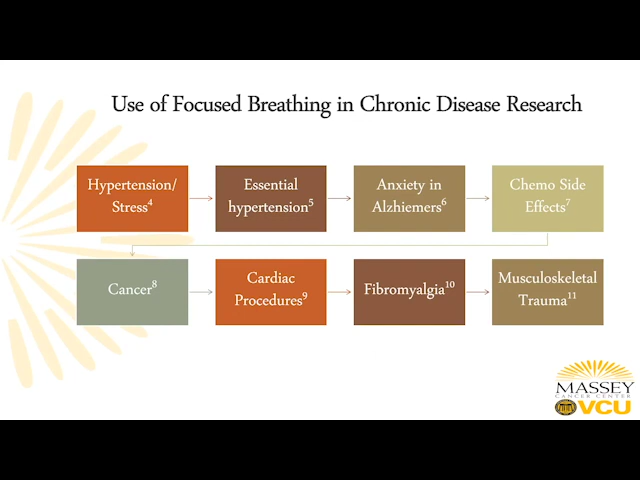 Use of Focused Breathing in Chronic Disease Research
Hypertension/
Stress⁴
Essential
hypertension⁵
Anxiety in
Alzhiemers⁶
Chemo Side
Effects⁷
Cancer⁸
Cardiac
Procedures⁹
Fibromyalgia¹⁰
Musculoskeletal
Trauma¹¹
MASSEY
CANCER CENTER
VCU